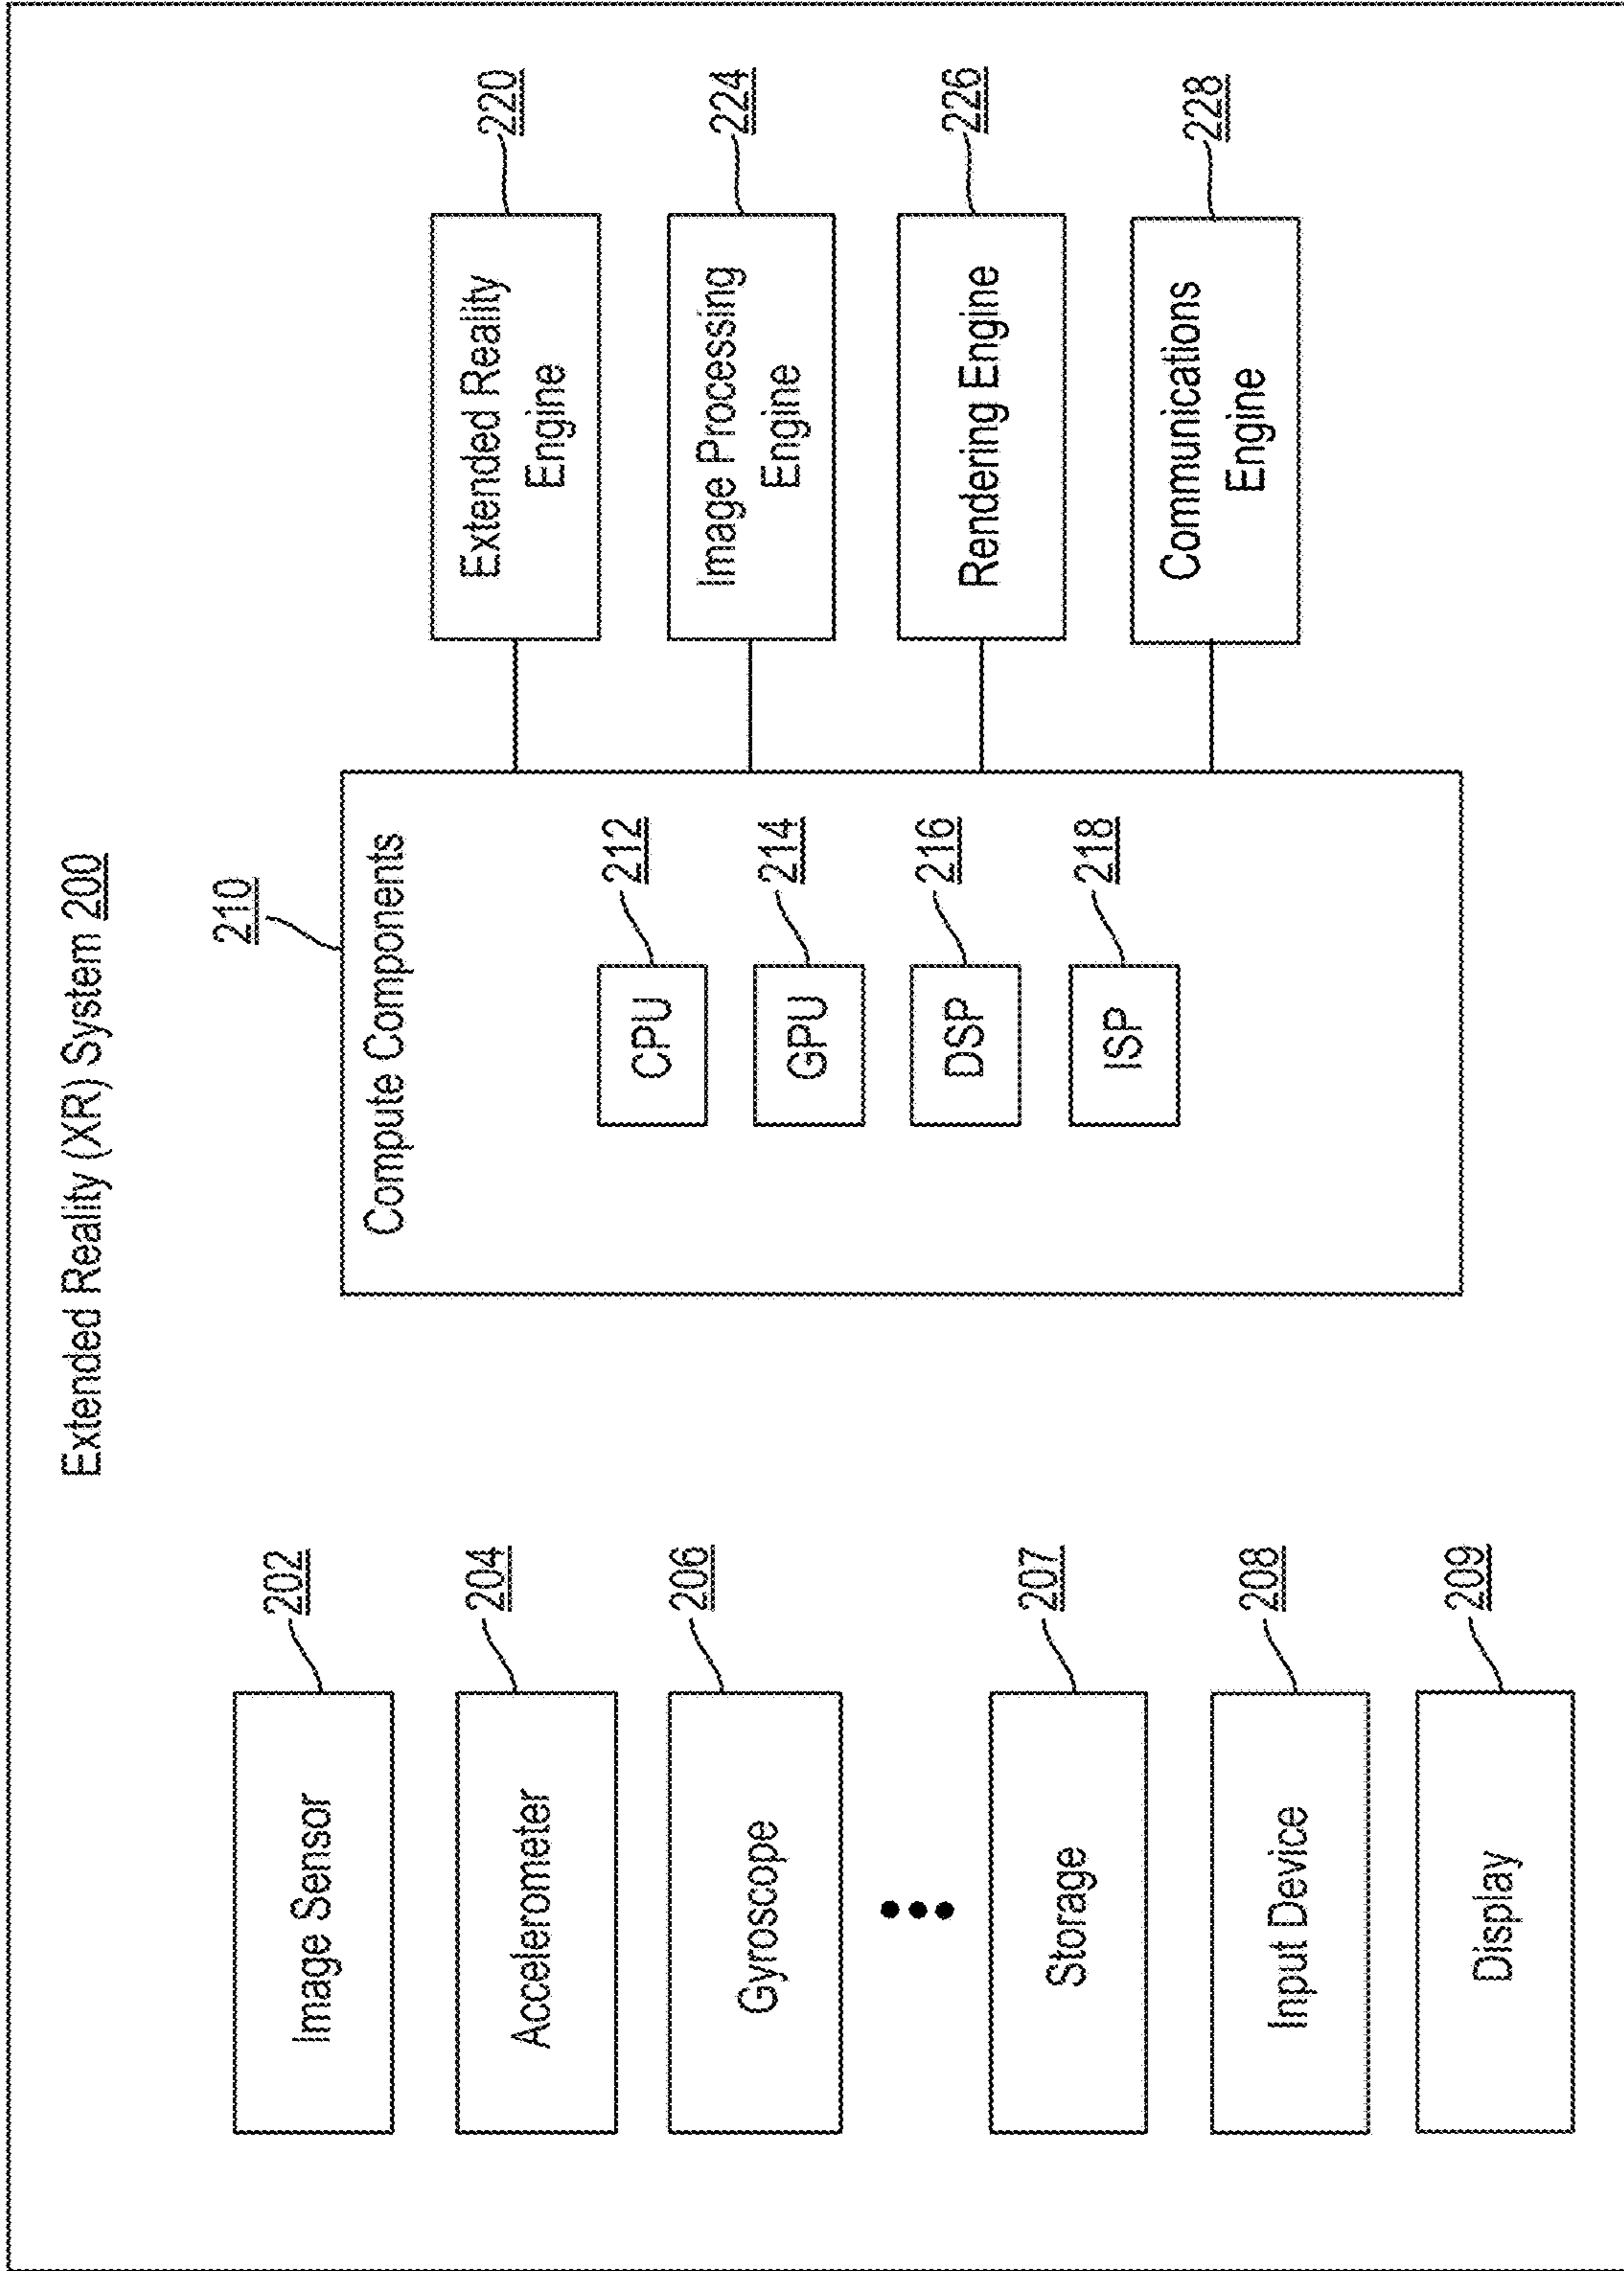 Extended Reality (XR) System 200
Image Sensor
202
Accelerometer
204
Gyroscope
206
Storage
207
Input Device
208
Display
209
210
Compute Components
CPU
212
GPU
214
DSP
216
ISP
218
Extended Reality
Engine
220
Image Processing
Engine
224
Rendering Engine
226
Communications
Engine
228